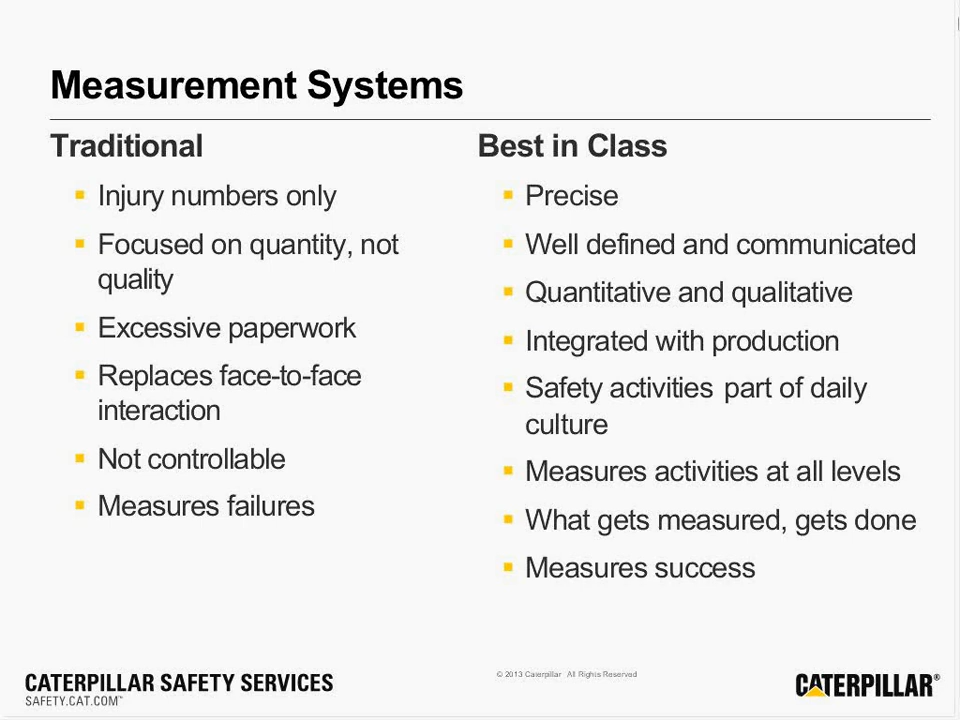 Measurement Systems
Traditional
▪ Injury numbers only
▪ Focused on quantity, not
quality
▪ Excessive paperwork
▪ Replaces face-to-face
interaction
▪ Not controllable
▪ Measures failures
Best in Class
▪ Precise
▪ Well defined and communicated
▪ Quantitative and qualitative
▪ Integrated with production
▪ Safety activities part of daily
culture
▪ Measures activities at all levels
▪ What gets measured, gets done
▪ Measures success
CATERPILLAR SAFETY SERVICES
SAFETY.CAT.COM™
© 2013 Caterpillar All Rights Reserved
CATERPILLAR®